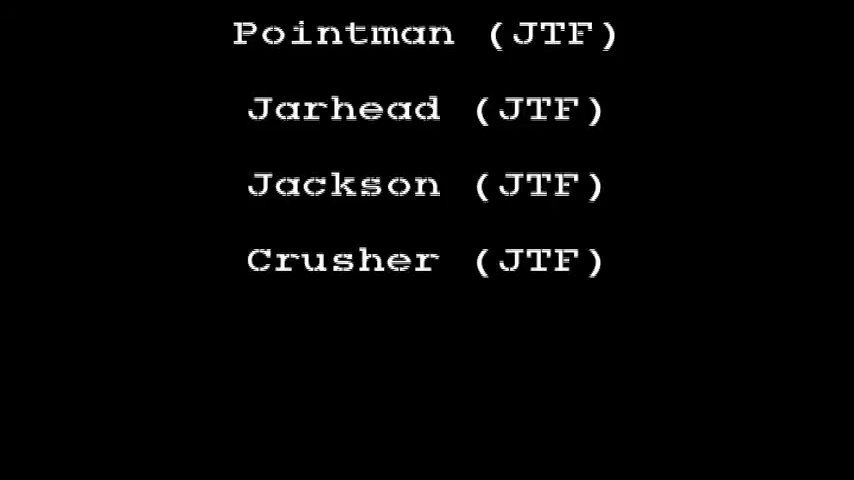 Pointman (JTF)
Jarhead (JTF)
Jackson (JTF)
Crusher (JTF)